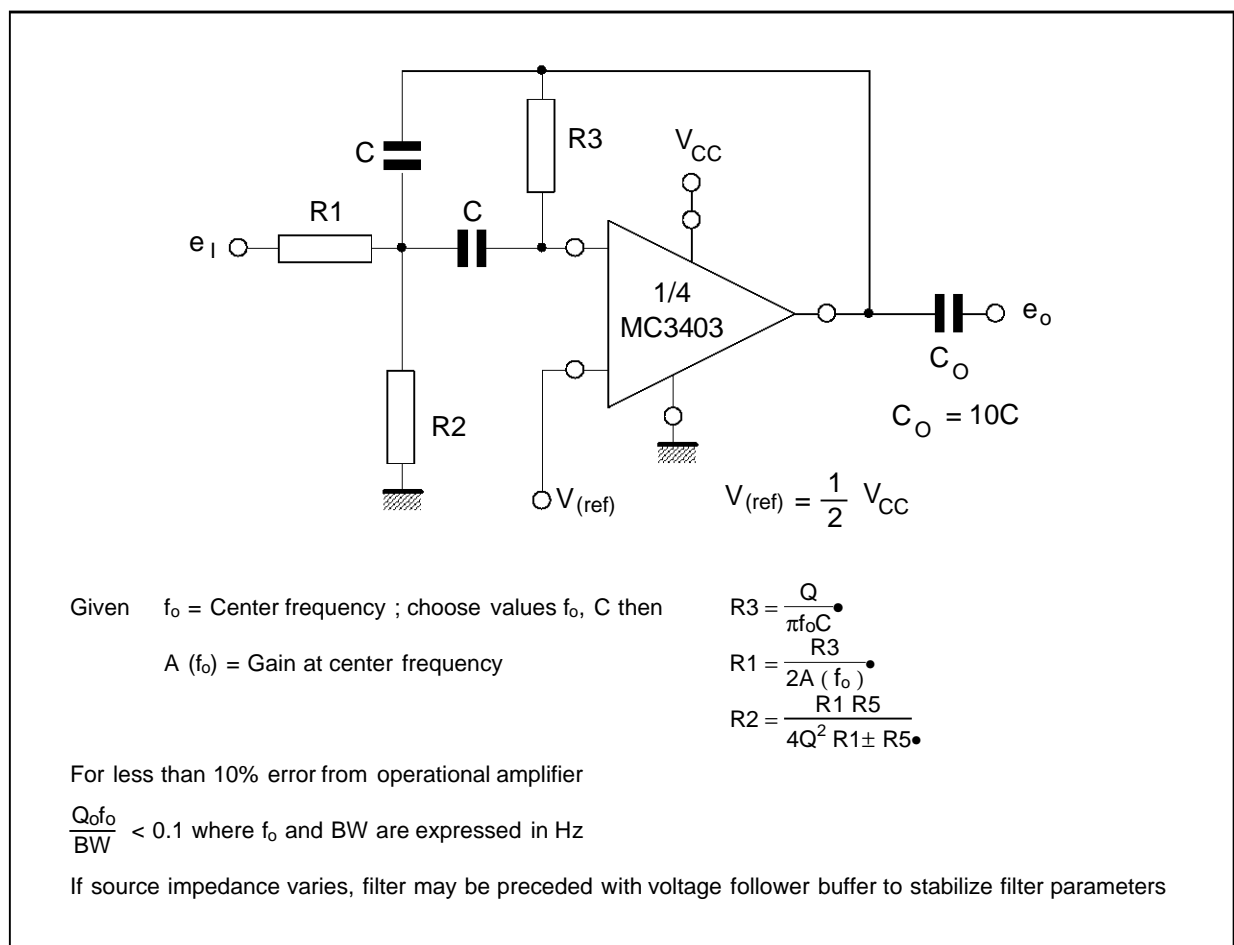 R3
C
V_CC
R1
C
e_I
1/4
MC3403
e_o
C_O
C_O = 10C
R2
V_(ref)
V_(ref) = 1/2 V_CC
Given f_o = Center frequency ; choose values f_o, C then
R3 = Q/πf_oC•
A (f_o) = Gain at center frequency
R1 = R3/2A ( f_o )•
R2 = R1 R5/4Q² R1± R5•
For less than 10% error from operational amplifier
Q_of_o/BW < 0.1 where f_o and BW are expressed in Hz
If source impedance varies, filter may be preceded with voltage follower buffer to stabilize filter parameters